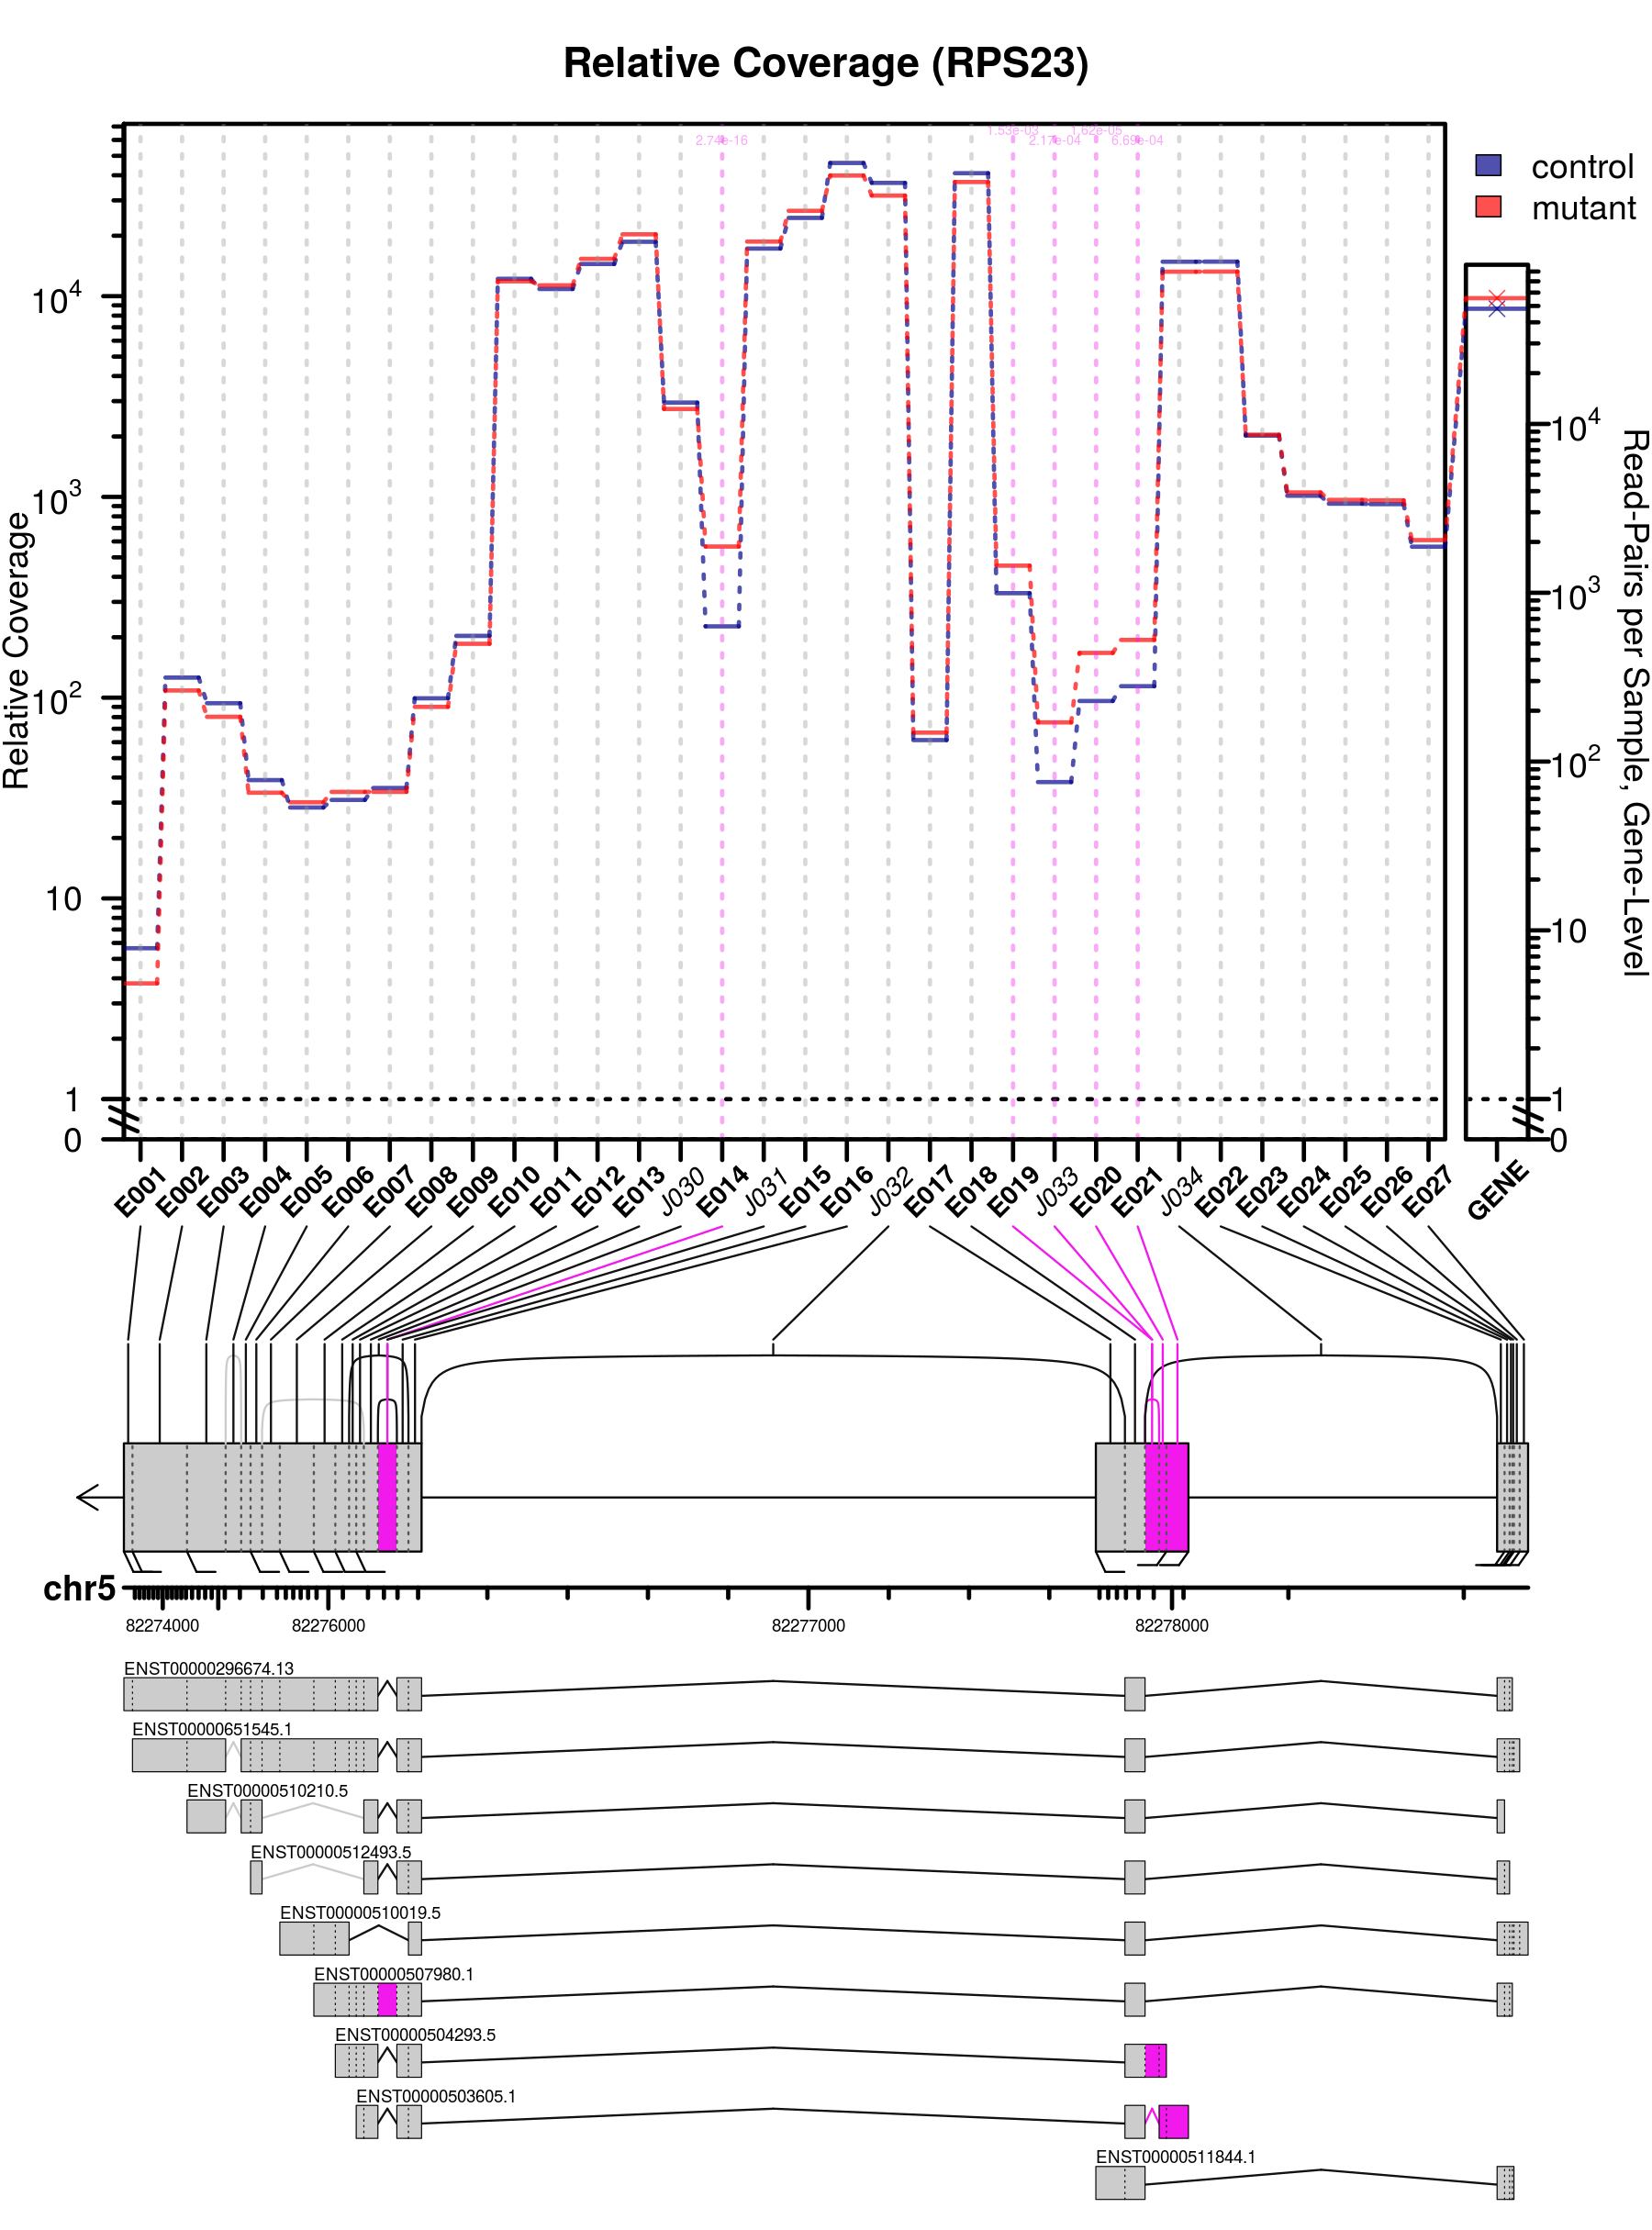 Relative Coverage (RPS23)
1.53e-03 1.62e-05
2.74e-16 2.17e-04 6.69e-04
control
mutant
Relative Coverage
10^4
10^3
10^2
10
1
0
10^4
10^3
10^2
10
1
0
Read-Pairs per Sample, Gene-Level
E001 E002 E003 E004 E005 E006 E007 E008 E009 E010 E011 E012 E013 J030 E014 J031 E015 E016 J032 E017 E018 E019 J033 E020 E021 J034 E022 E023 E024 E025 E026 E027 GENE
chr5
82274000 82276000 82277000 82278000
ENST00000296674.13
ENST00000651545.1
ENST00000510210.5
ENST00000512493.5
ENST00000510019.5
ENST00000507980.1
ENST00000504293.5
ENST00000503605.1
ENST00000511844.1